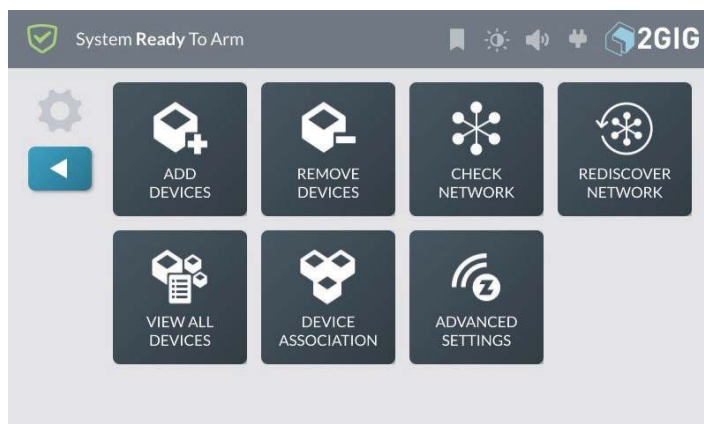 System Ready To Arm
2GIG
ADD
DEVICES
REMOVE
DEVICES
CHECK
NETWORK
REDISCOVER
NETWORK
VIEW ALL
DEVICES
DEVICE
ASSOCIATION
ADVANCED
SETTINGS